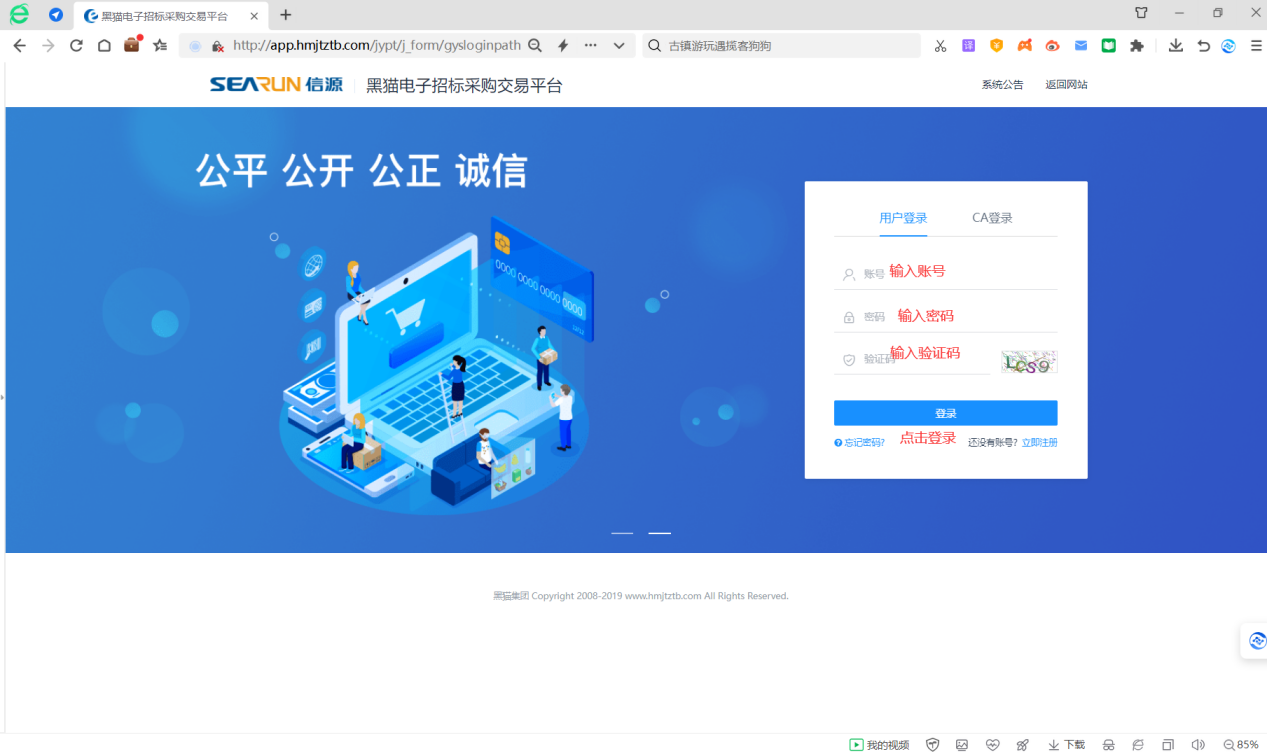 黑猫电子招标采购交易平台
http://app.hmjtztb.com/jypt/j_form/gysloginpath
古镇游玩遇揽客狗狗
SEARUN 信源
黑猫电子招标采购交易平台
系统公告
返回网站
公平 公开 公正 诚信
0000 0000 0000 0000
用户登录
CA登录
账号 输入账号
密码 输入密码
验证码 输入验证码
LCS9
登录
忘记密码?
点击登录
还没有账号? 立即注册
黑猫集团 Copyright 2008-2019 www.hmjtztb.com All Rights Reserved.
我的视频
下载
85%